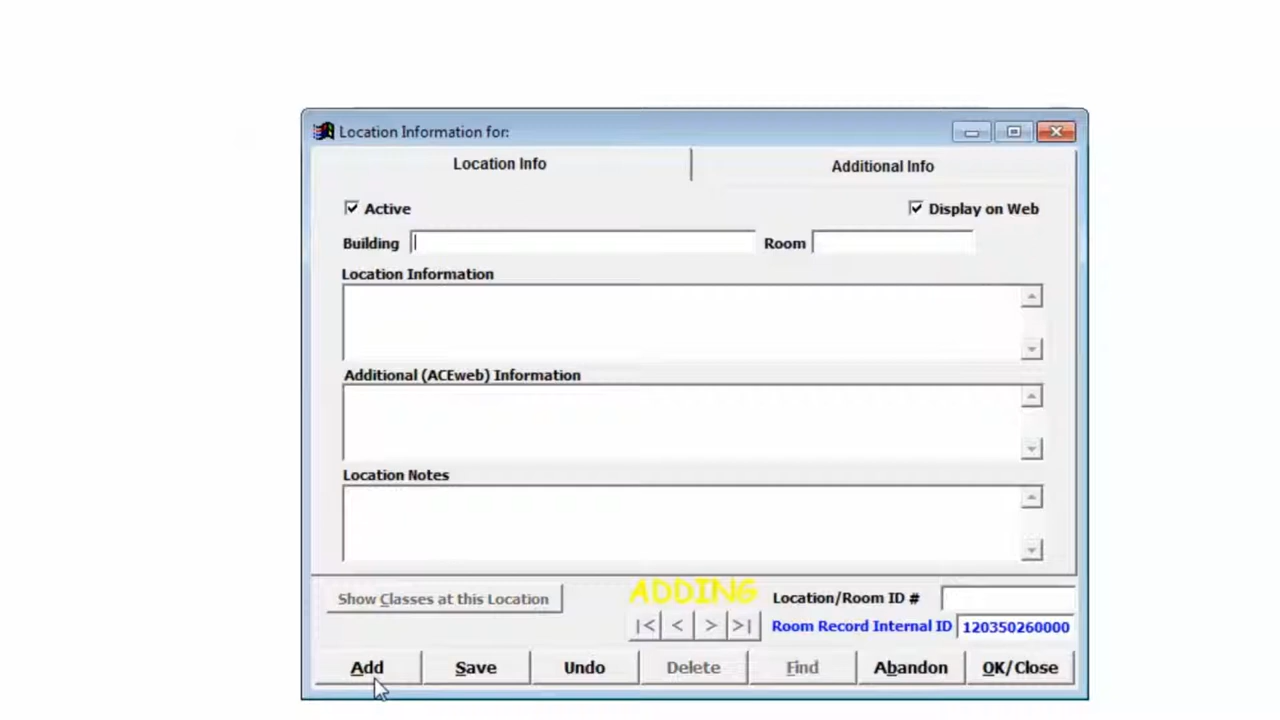 Location Information for:
Location Info
Additional Info
Active
Display on Web
Building
Room
Location Information
Additional (ACEweb) Information
Location Notes
Show Classes at this Location
ADDING
Location/Room ID #
|< < > >|
Room Record Internal ID 120350260000
Add Save Undo Delete Find Abandon OK/Close